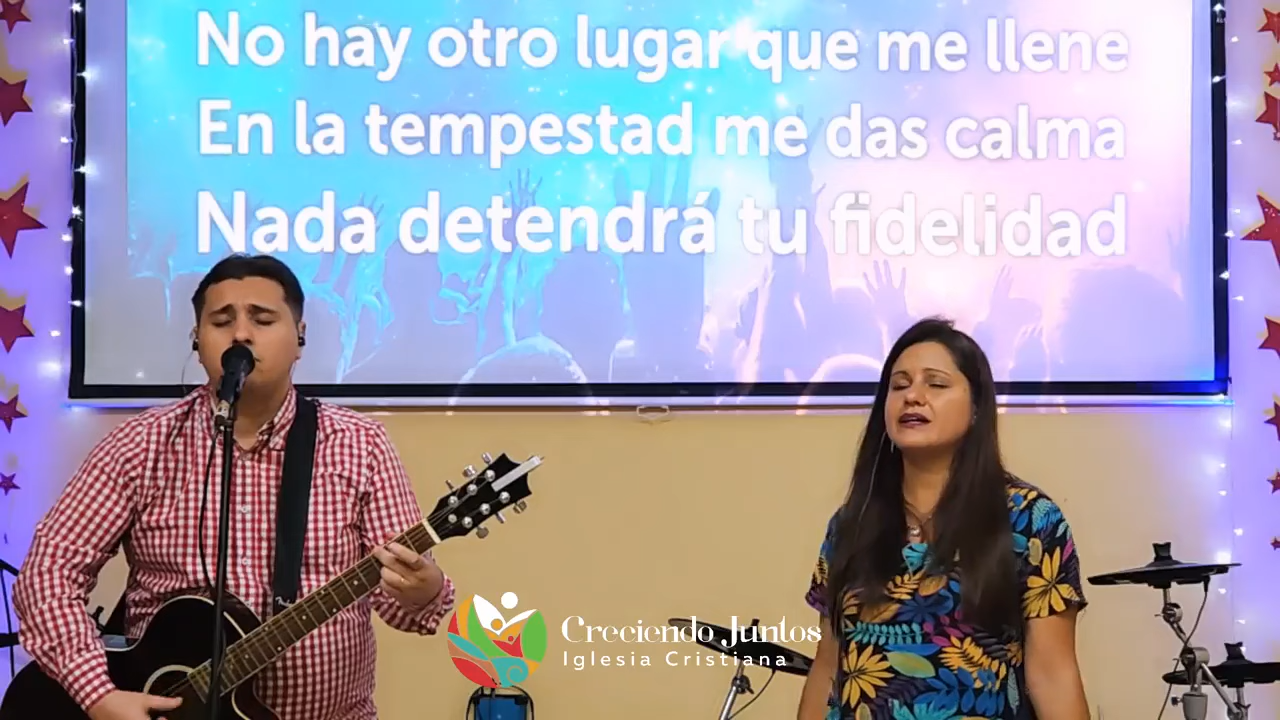 No hay otro lugar que me llene
En la tempestad me das calma
Nada detendrá tu fidelidad
Creciendo Juntos
Iglesia Cristiana